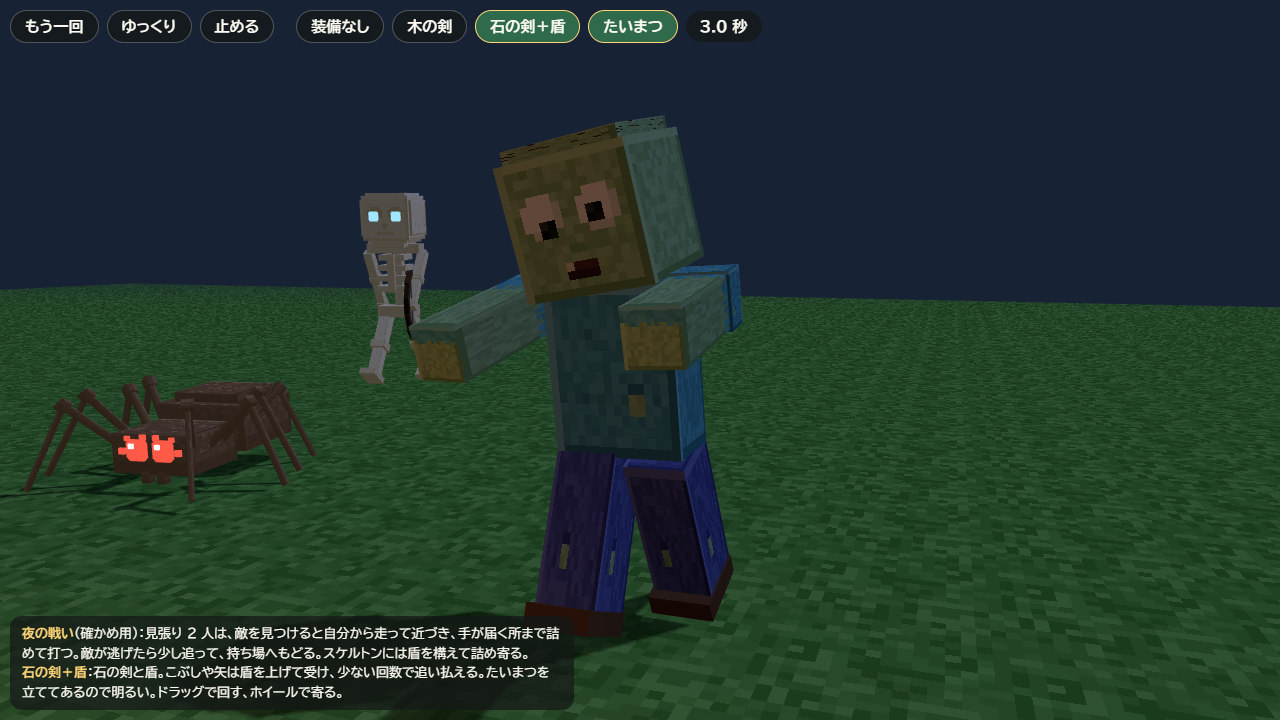 もう一回 ゆっくり 止める 装備なし 木の剣 石の剣＋盾 たいまつ 3.0 秒
夜の戦い（確かめ用）：見張り 2 人は、敵を見つけると自分から走って近づき、手が届く所まで詰
めて打つ。敵が逃げたら少し追って、持ち場へもどる。スケルトンには盾を構えて詰め寄る。
石の剣＋盾：石の剣と盾。こぶしや矢は盾を上げて受け、少ない回数で追い払える。たいまつを
立ててあるので明るい。ドラッグで回す、ホイールで寄る。